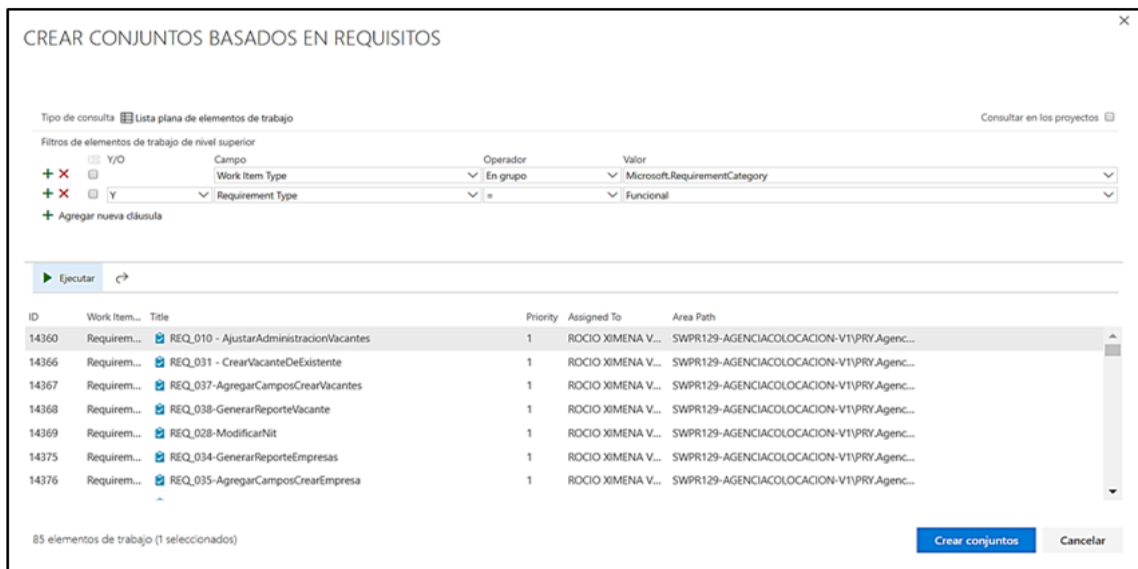 CREAR CONJUNTOS BASADOS EN REQUISITOS
Tipo de consulta Lista plana de elementos de trabajo Consultar en los proyectos
Filtros de elementos de trabajo de nivel superior
Y/O Campo Operador Valor
Work Item Type En grupo Microsoft.RequirementCategory
Y Requirement Type = Funcional
Agregar nueva cláusula
Ejecutar
ID Work Item... Title Priority Assigned To Area Path
14360 Requirem... REQ_010 - AjustarAdministracionVacantes 1 ROCIO XIMENA V... SWPR129-AGENCIACOLOCACION-V1\PRY.Agenc...
14366 Requirem... REQ_031 - CrearVacanteDeExistente 1 ROCIO XIMENA V... SWPR129-AGENCIACOLOCACION-V1\PRY.Agenc...
14367 Requirem... REQ_037-AgregarCamposCrearVacantes 1 ROCIO XIMENA V... SWPR129-AGENCIACOLOCACION-V1\PRY.Agenc...
14368 Requirem... REQ_038-GenerarReporteVacante 1 ROCIO XIMENA V... SWPR129-AGENCIACOLOCACION-V1\PRY.Agenc...
14369 Requirem... REQ_028-ModificarNit 1 ROCIO XIMENA V... SWPR129-AGENCIACOLOCACION-V1\PRY.Agenc...
14375 Requirem... REQ_034-GenerarReporteEmpresas 1 ROCIO XIMENA V... SWPR129-AGENCIACOLOCACION-V1\PRY.Agenc...
14376 Requirem... REQ_035-AgregarCamposCrearEmpresa 1 ROCIO XIMENA V... SWPR129-AGENCIACOLOCACION-V1\PRY.Agenc...
85 elementos de trabajo (1 seleccionados) Crear conjuntos Cancelar